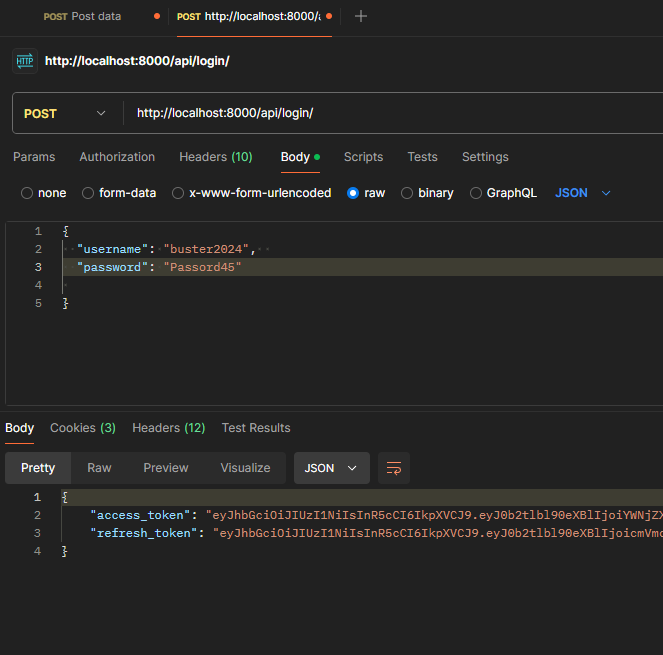 POST Post data
POST http://localhost:8000/a
HTTP http://localhost:8000/api/login/
POST http://localhost:8000/api/login/
Params Authorization Headers (10) Body Scripts Tests Settings
none form-data x-www-form-urlencoded raw binary GraphQL JSON
1 {
2 "username": "buster2024",
3 "password": "Passord45"
4
5 }
Body Cookies (3) Headers (12) Test Results
Pretty Raw Preview Visualize JSON
1 {
2 "access_token": "eyJhbGciOiJIUzI1NiIsInR5cCI6IkpXVCJ9.eyJ0b2tlbl90eXBlIjoiYWNjZX
3 "refresh_token": "eyJhbGciOiJIUzI1NiIsInR5cCI6IkpXVCJ9.eyJ0b2tlbl90eXBlIjoicmVmc
4 }